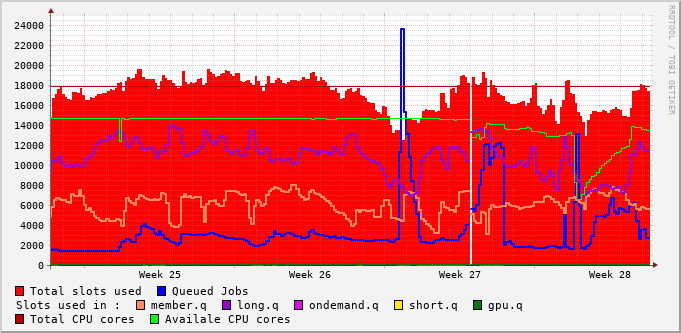 RRDTOOL / TOBI OETIKER
24000
22000
20000
18000
16000
14000
12000
10000
8000
6000
4000
2000
0
Week 25 Week 26 Week 27 Week 28
Total slots used Queued Jobs
Slots used in : member.q long.q ondemand.q short.q gpu.q
Total CPU cores Availale CPU cores